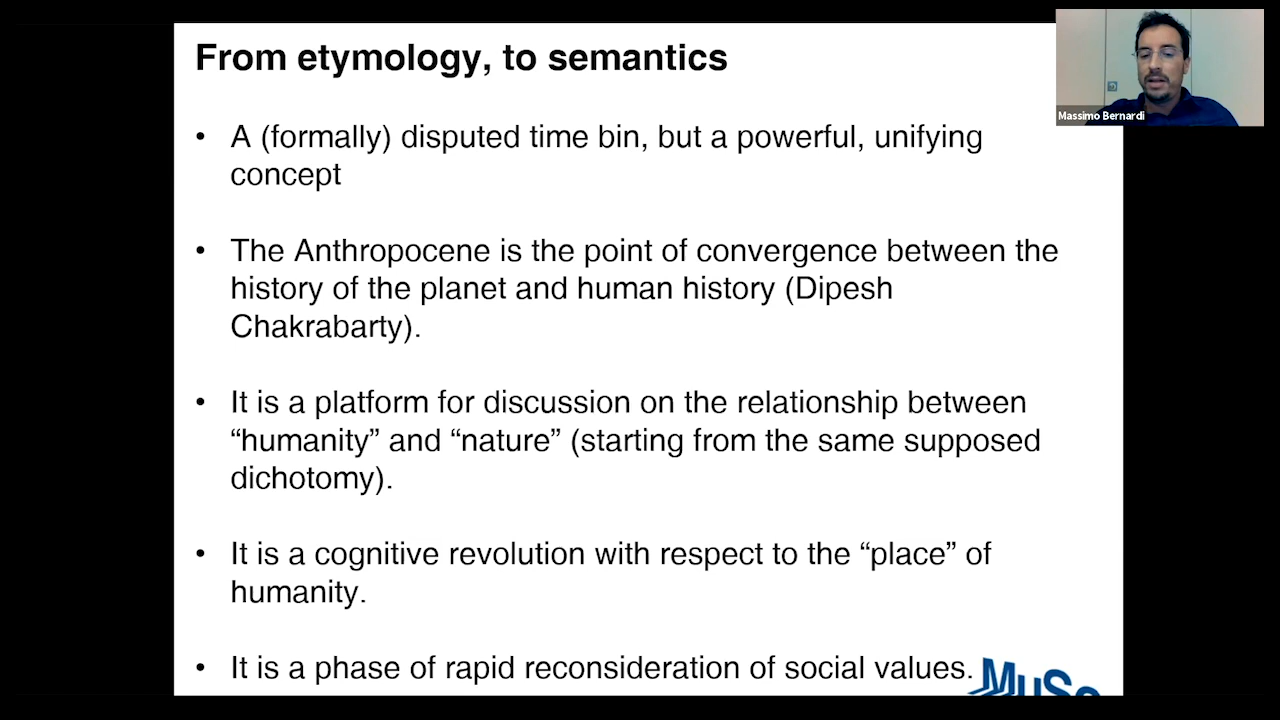 From etymology, to semantics
Massimo Bernardi
• A (formally) disputed time bin, but a powerful, unifying
concept
• The Anthropocene is the point of convergence between the
history of the planet and human history (Dipesh
Chakrabarty).
• It is a platform for discussion on the relationship between
“humanity” and “nature” (starting from the same supposed
dichotomy).
• It is a cognitive revolution with respect to the “place” of
humanity.
• It is a phase of rapid reconsideration of social values.
MuSe